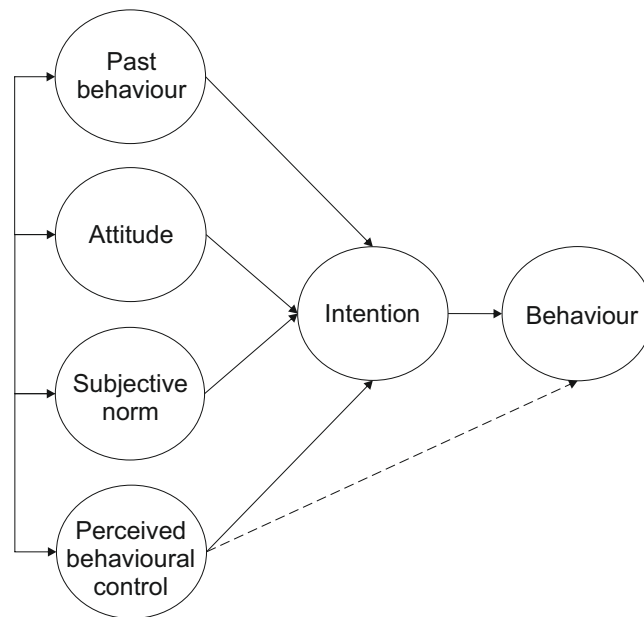 Past
behaviour
Attitude
Subjective
norm
Perceived
behavioural
control
Intention
Behaviour